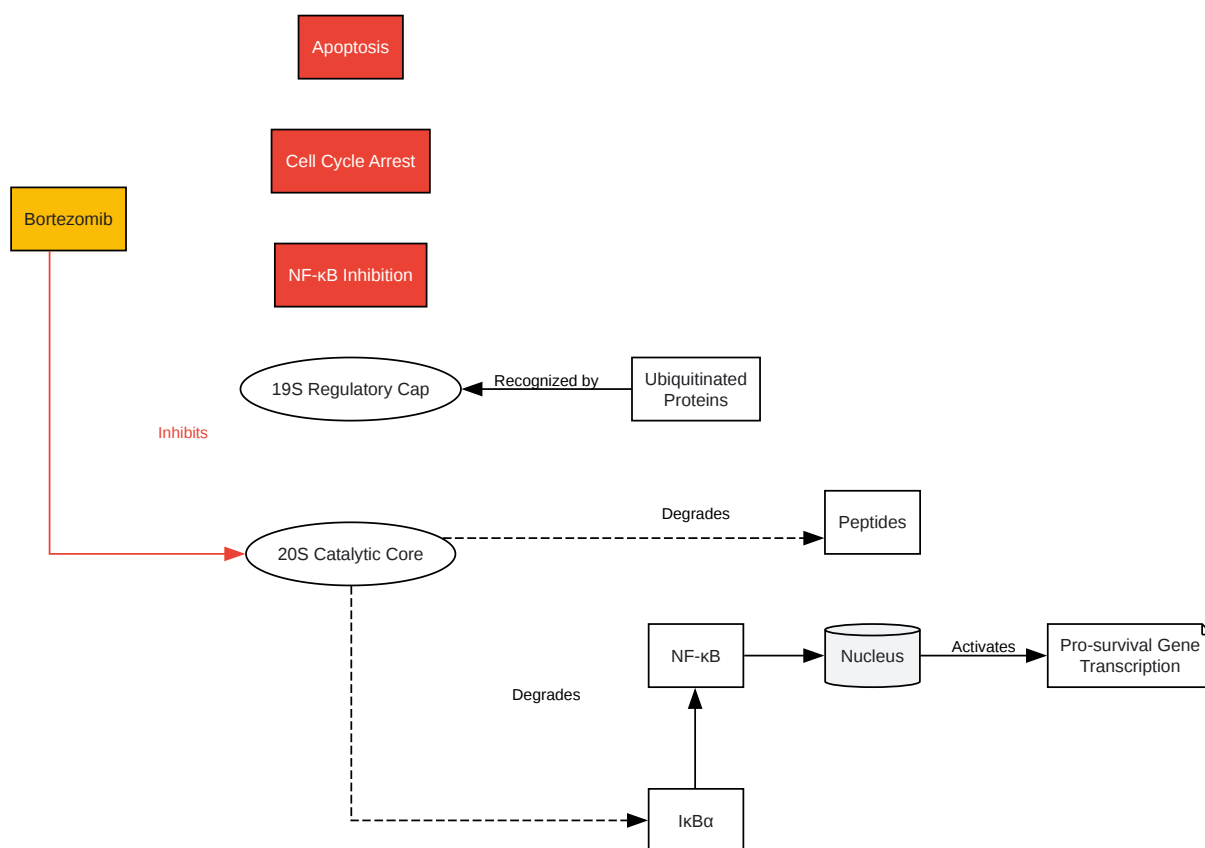 Apoptosis
Cell Cycle Arrest
Bortezomib
NF-κB Inhibition
19S Regulatory Cap
Recognized by
Ubiquitinated
Proteins
Inhibits
20S Catalytic Core
Degrades
Peptides
NF-κB
Nucleus
Activates
Pro-survival Gene
Transcription
Degrades
IκBα